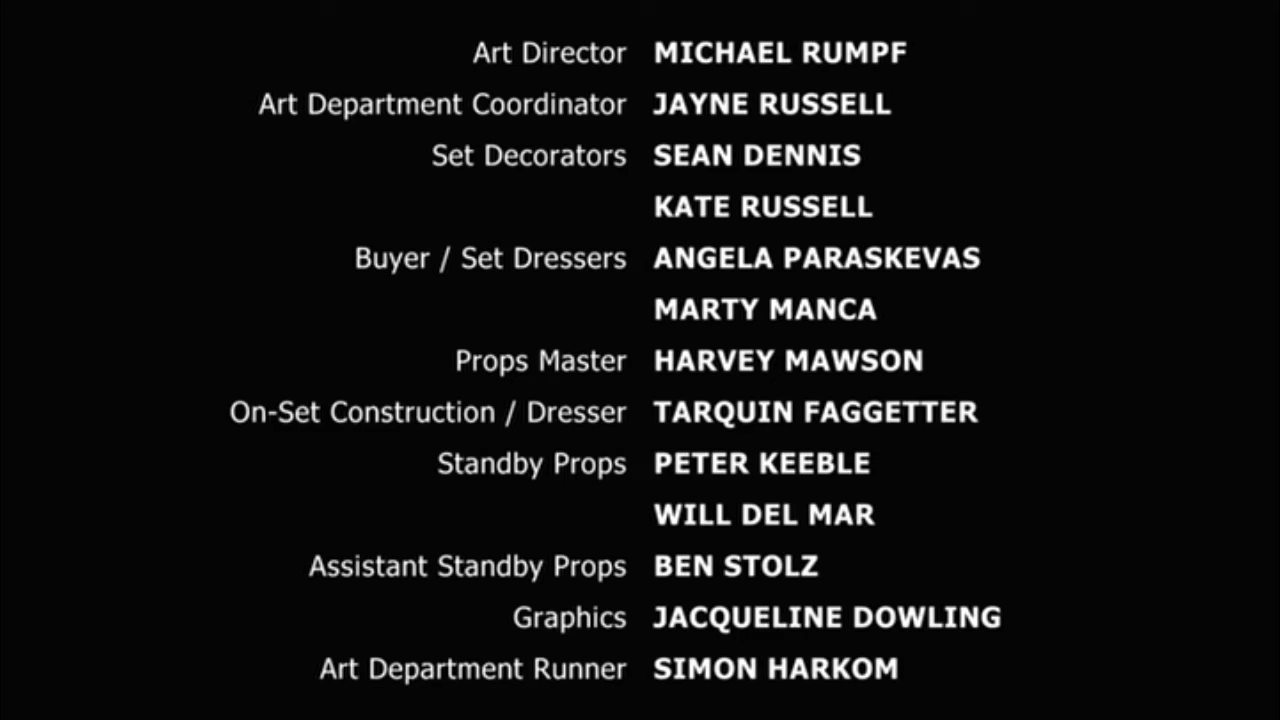 Art Director MICHAEL RUMPF
Art Department Coordinator JAYNE RUSSELL
Set Decorators SEAN DENNIS
KATE RUSSELL
Buyer / Set Dressers ANGELA PARASKEVAS
MARTY MANCA
Props Master HARVEY MAWSON
On-Set Construction / Dresser TARQUIN FAGGETTER
Standby Props PETER KEEBLE
WILL DEL MAR
Assistant Standby Props BEN STOLZ
Graphics JACQUELINE DOWLING
Art Department Runner SIMON HARKOM